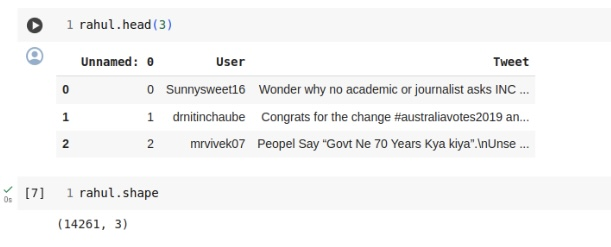 1 rahul.head(3)
Unnamed: 0 User Tweet
0 0 Sunnysweet16 Wonder why no academic or journalist asks INC ...
1 1 drnitinchaube Congrats for the change #australiavotes2019 an...
2 2 mrvivek07 Peopel Say “Govt Ne 70 Years Kya kiya”.\nUnse ...
[7] 1 rahul.shape
0s
(14261, 3)